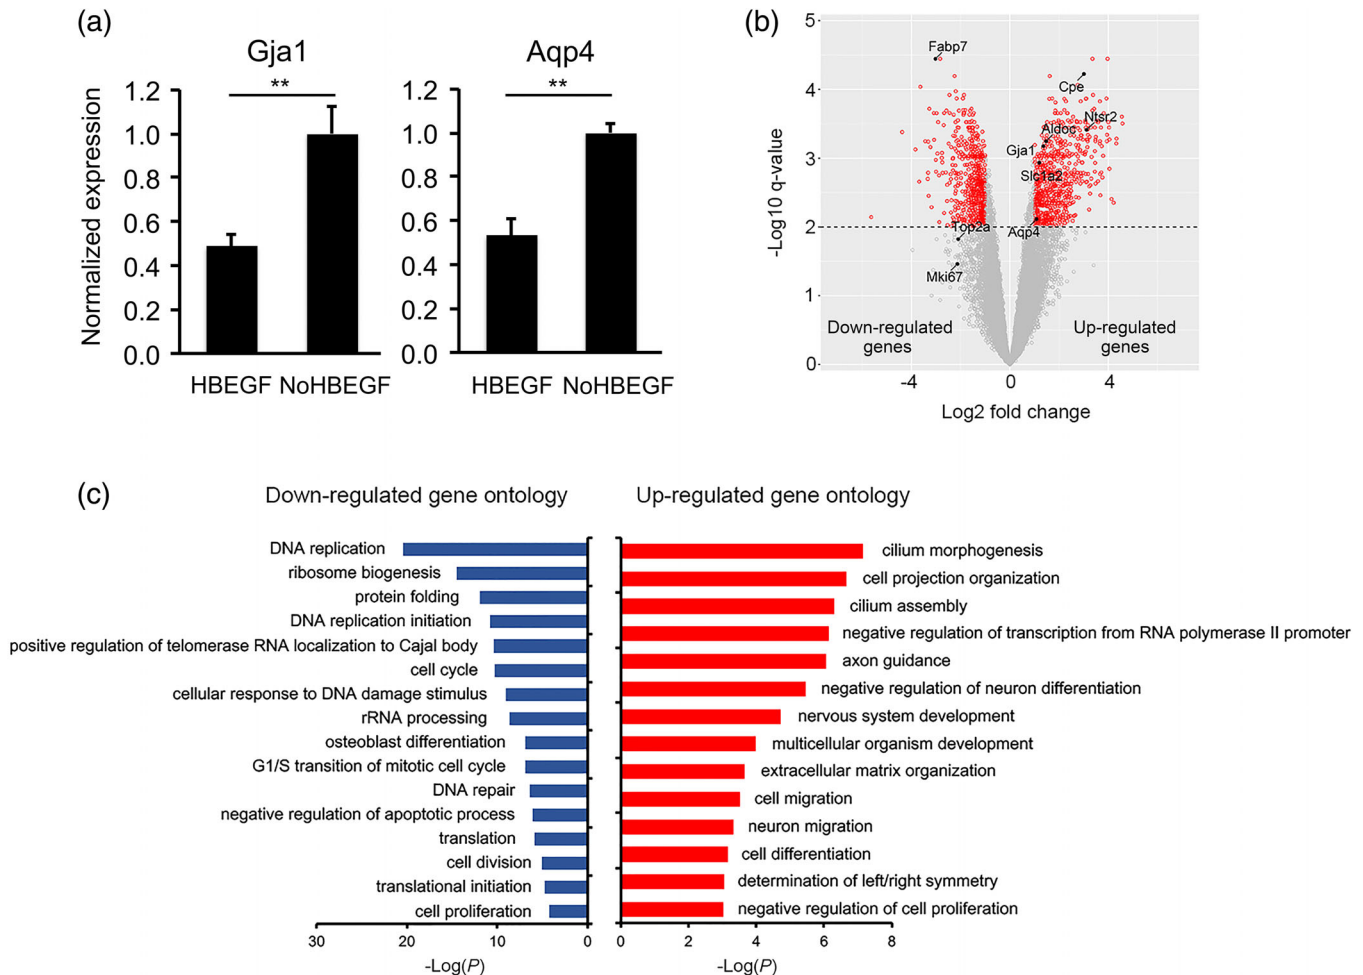 (a)
Gja1
Aqp4
**
**
Normalized expression
1.2
1.0
0.8
0.6
0.4
0.2
0.0
1.2
1.0
0.8
0.6
0.4
0.2
0.0
HBEGF NoHBEGF
HBEGF NoHBEGF
(b)
-Log10 q-value
5
4
3
2
1
0
Fabp7
Cpe
Ntsr2
Aldoc
Gja1
Slc1a2
Top2a
Aqp4
Mki67
Down-regulated
genes
Up-regulated
genes
-4 0 4
Log2 fold change
(c)
Down-regulated gene ontology
DNA replication
ribosome biogenesis
protein folding
DNA replication initiation
positive regulation of telomerase RNA localization to Cajal body
cell cycle
cellular response to DNA damage stimulus
rRNA processing
osteoblast differentiation
G1/S transition of mitotic cell cycle
DNA repair
negative regulation of apoptotic process
translation
cell division
translational initiation
cell proliferation
30 20 10 0
-Log(P)
Up-regulated gene ontology
cilium morphogenesis
cell projection organization
cilium assembly
negative regulation of transcription from RNA polymerase II promoter
axon guidance
negative regulation of neuron differentiation
nervous system development
multicellular organism development
extracellular matrix organization
cell migration
neuron migration
cell differentiation
determination of left/right symmetry
negative regulation of cell proliferation
0 2 4 6 8
-Log(P)